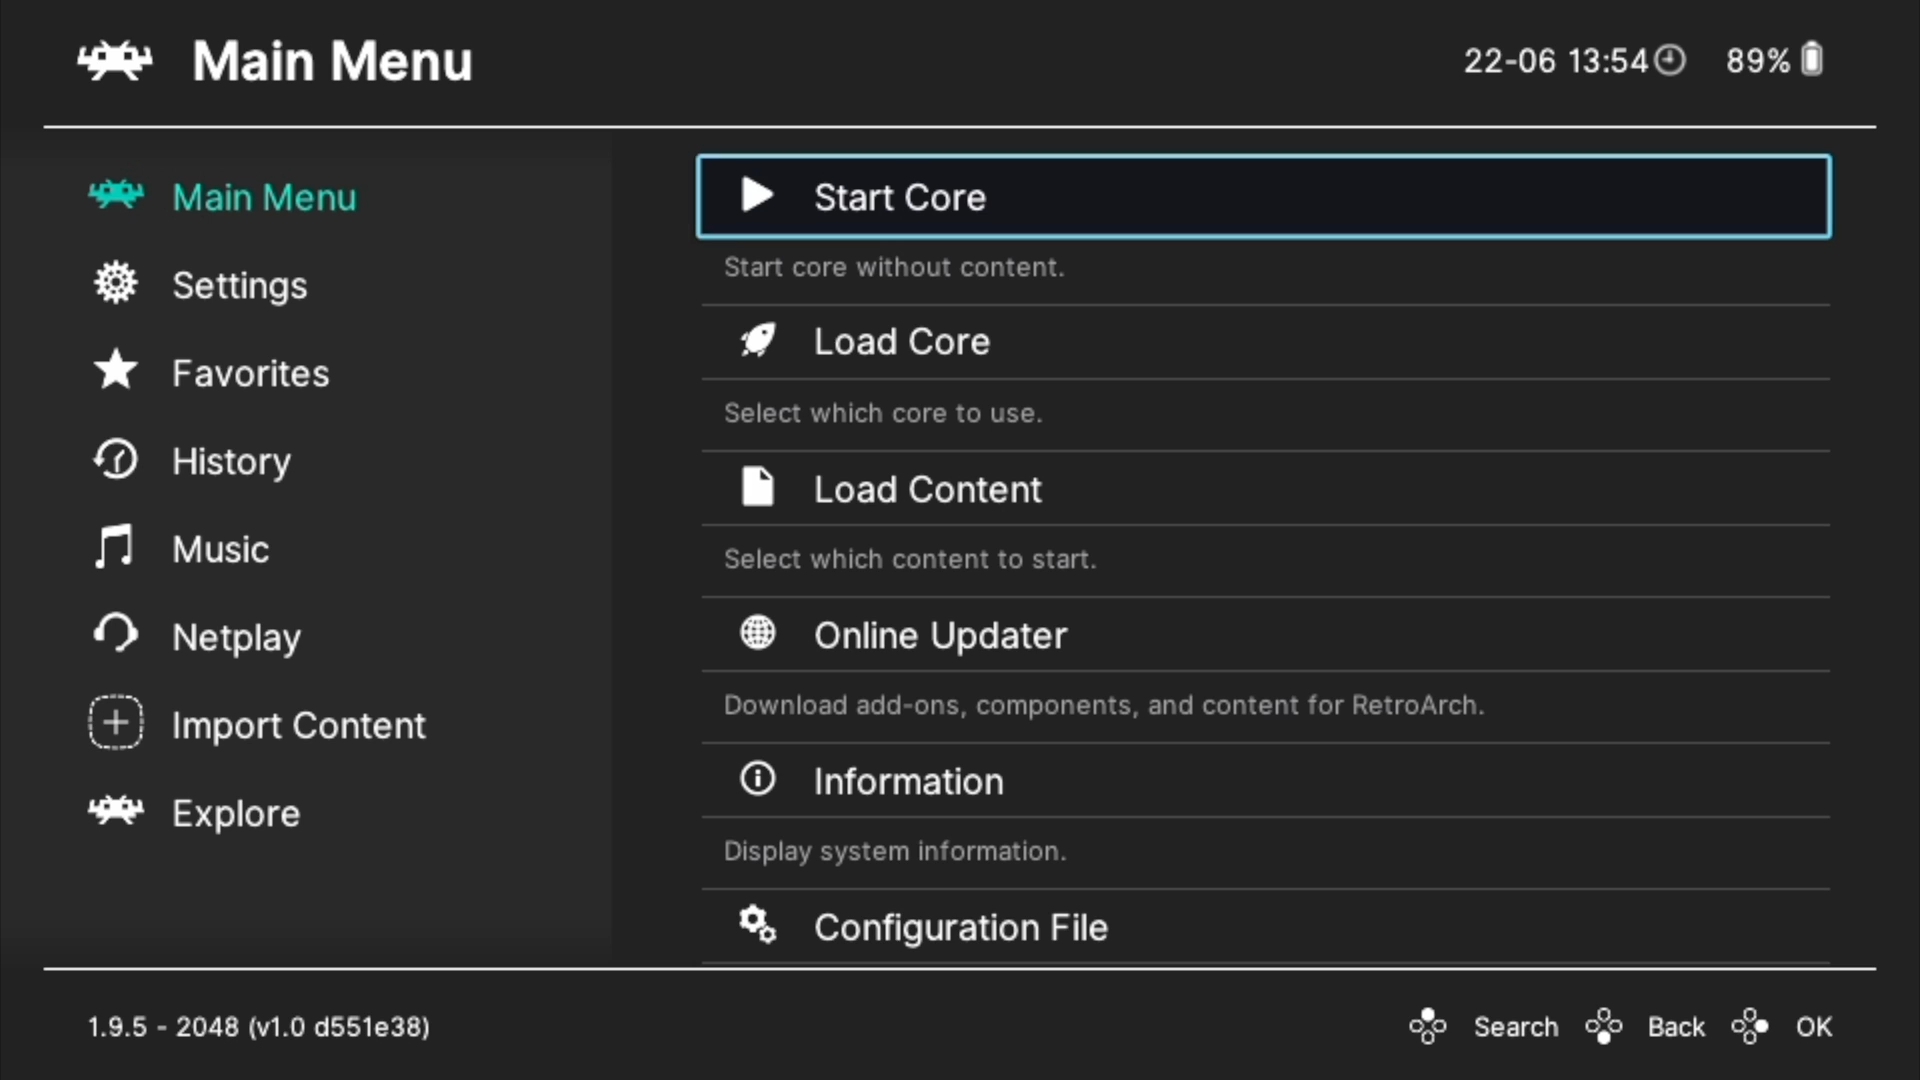 Main Menu
22-06 13:54
89%
Main Menu
Settings
Favorites
History
Music
Netplay
Import Content
Explore
Start Core
Start core without content.
Load Core
Select which core to use.
Load Content
Select which content to start.
Online Updater
Download add-ons, components, and content for RetroArch.
Information
Display system information.
Configuration File
1.9.5 - 2048 (v1.0 d551e38)
Search
Back
OK